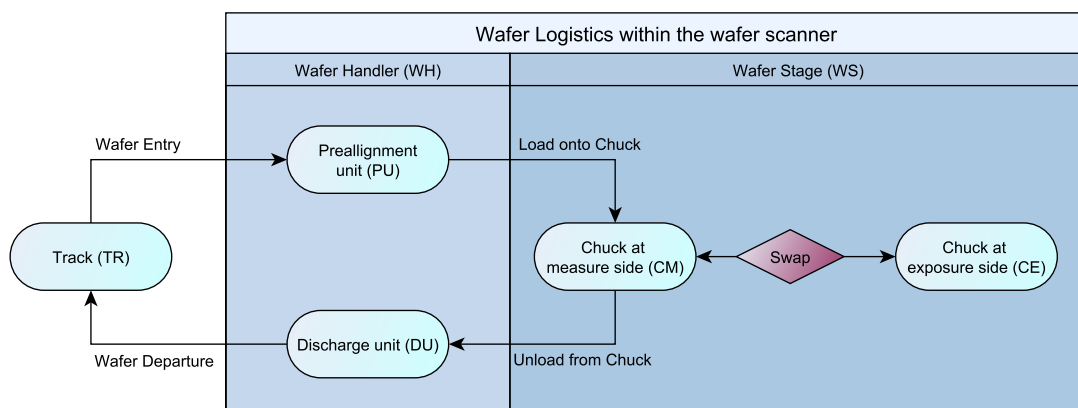 Wafer Logistics within the wafer scanner
Wafer Handler (WH)
Wafer Stage (WS)
Wafer Entry
Preallignment
unit (PU)
Load onto Chuck
Track (TR)
Chuck at
measure side (CM)
Swap
Chuck at
exposure side (CE)
Wafer Departure
Discharge unit (DU)
Unload from Chuck